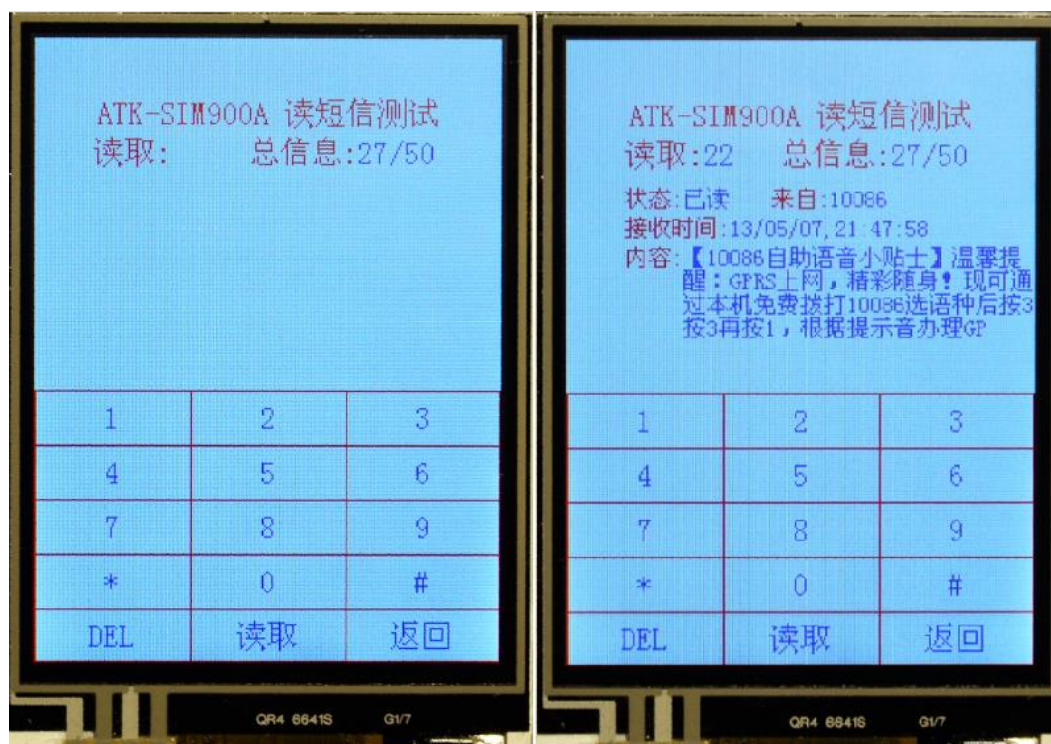 ATK-SIM900A 读短信测试
读取: 总信息:27/50
1 2 3
4 5 6
7 8 9
* 0 #
DEL 读取 返回
QR4 6641S G1/7
ATK-SIM900A 读短信测试
读取:22 总信息:27/50
状态:已读 来自:10086
接收时间:13/05/07,21:47:58
内容:【10086自助语音小贴士】温馨提
醒：GPRS上网，精彩随身！现可通
过本机免费拨打10086选语种后按3
按3再按1，根据提示音办理GP
1 2 3
4 5 6
7 8 9
* 0 #
DEL 读取 返回
QR4 6641S G1/7